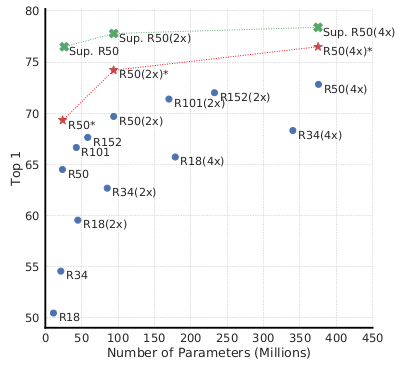 80
75
70
65
60
55
50
Top 1
Sup. R50
Sup. R50(2x)
Sup. R50(4x)
R50(4x)*
R50(2x)*
R50*
R50(4x)
R152(2x)
R101(2x)
R50(2x)
R34(4x)
R152
R101
R18(4x)
R50
R34(2x)
R18(2x)
R34
R18
0 50 100 150 200 250 300 350 400 450
Number of Parameters (Millions)